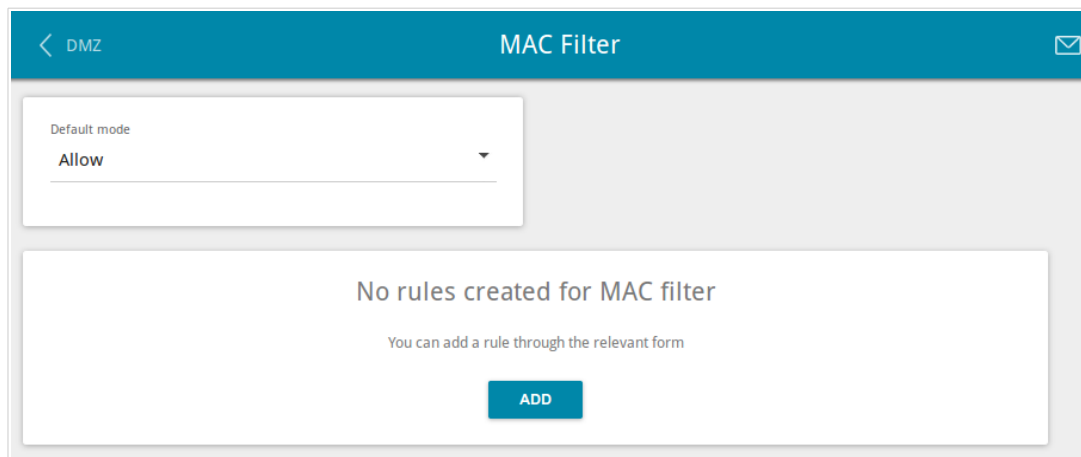 DMZ
MAC Filter
Default mode
Allow
No rules created for MAC filter
You can add a rule through the relevant form
ADD